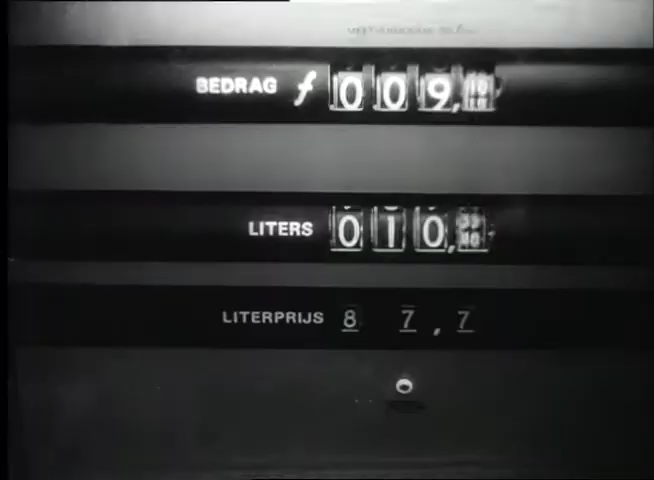 BEDRAG ƒ 009,
LITERS 010,
LITERPRIJS 8 7,7